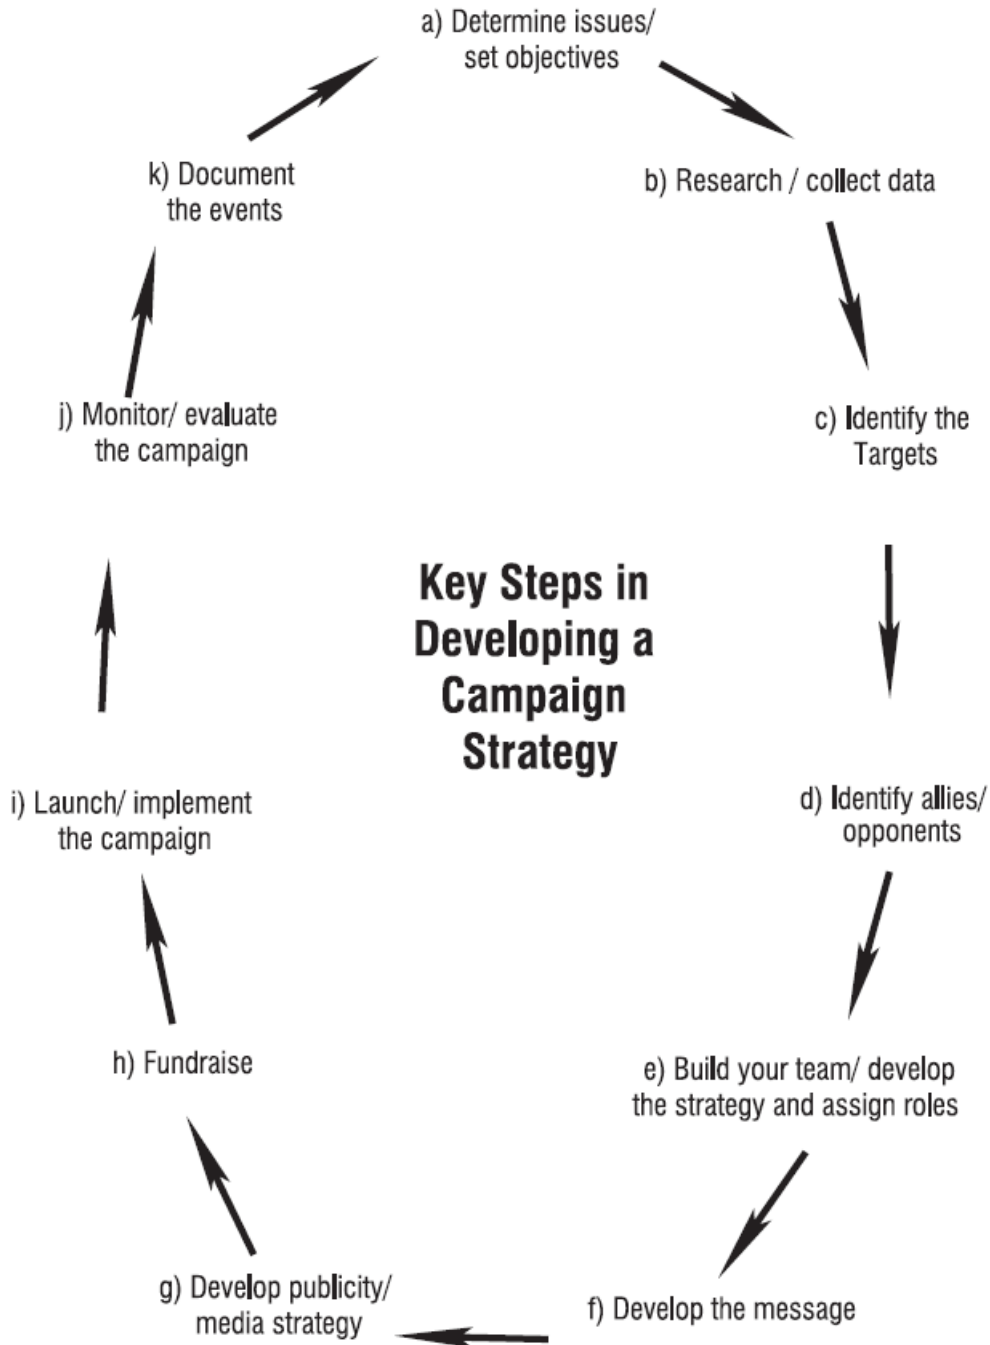 a) Determine issues/
set objectives
b) Research / collect data
c) Identify the
Targets
d) Identify allies/
opponents
e) Build your team/ develop
the strategy and assign roles
f) Develop the message
g) Develop publicity/
media strategy
h) Fundraise
i) Launch/ implement
the campaign
j) Monitor/ evaluate
the campaign
k) Document
the events
Key Steps in
Developing a
Campaign
Strategy